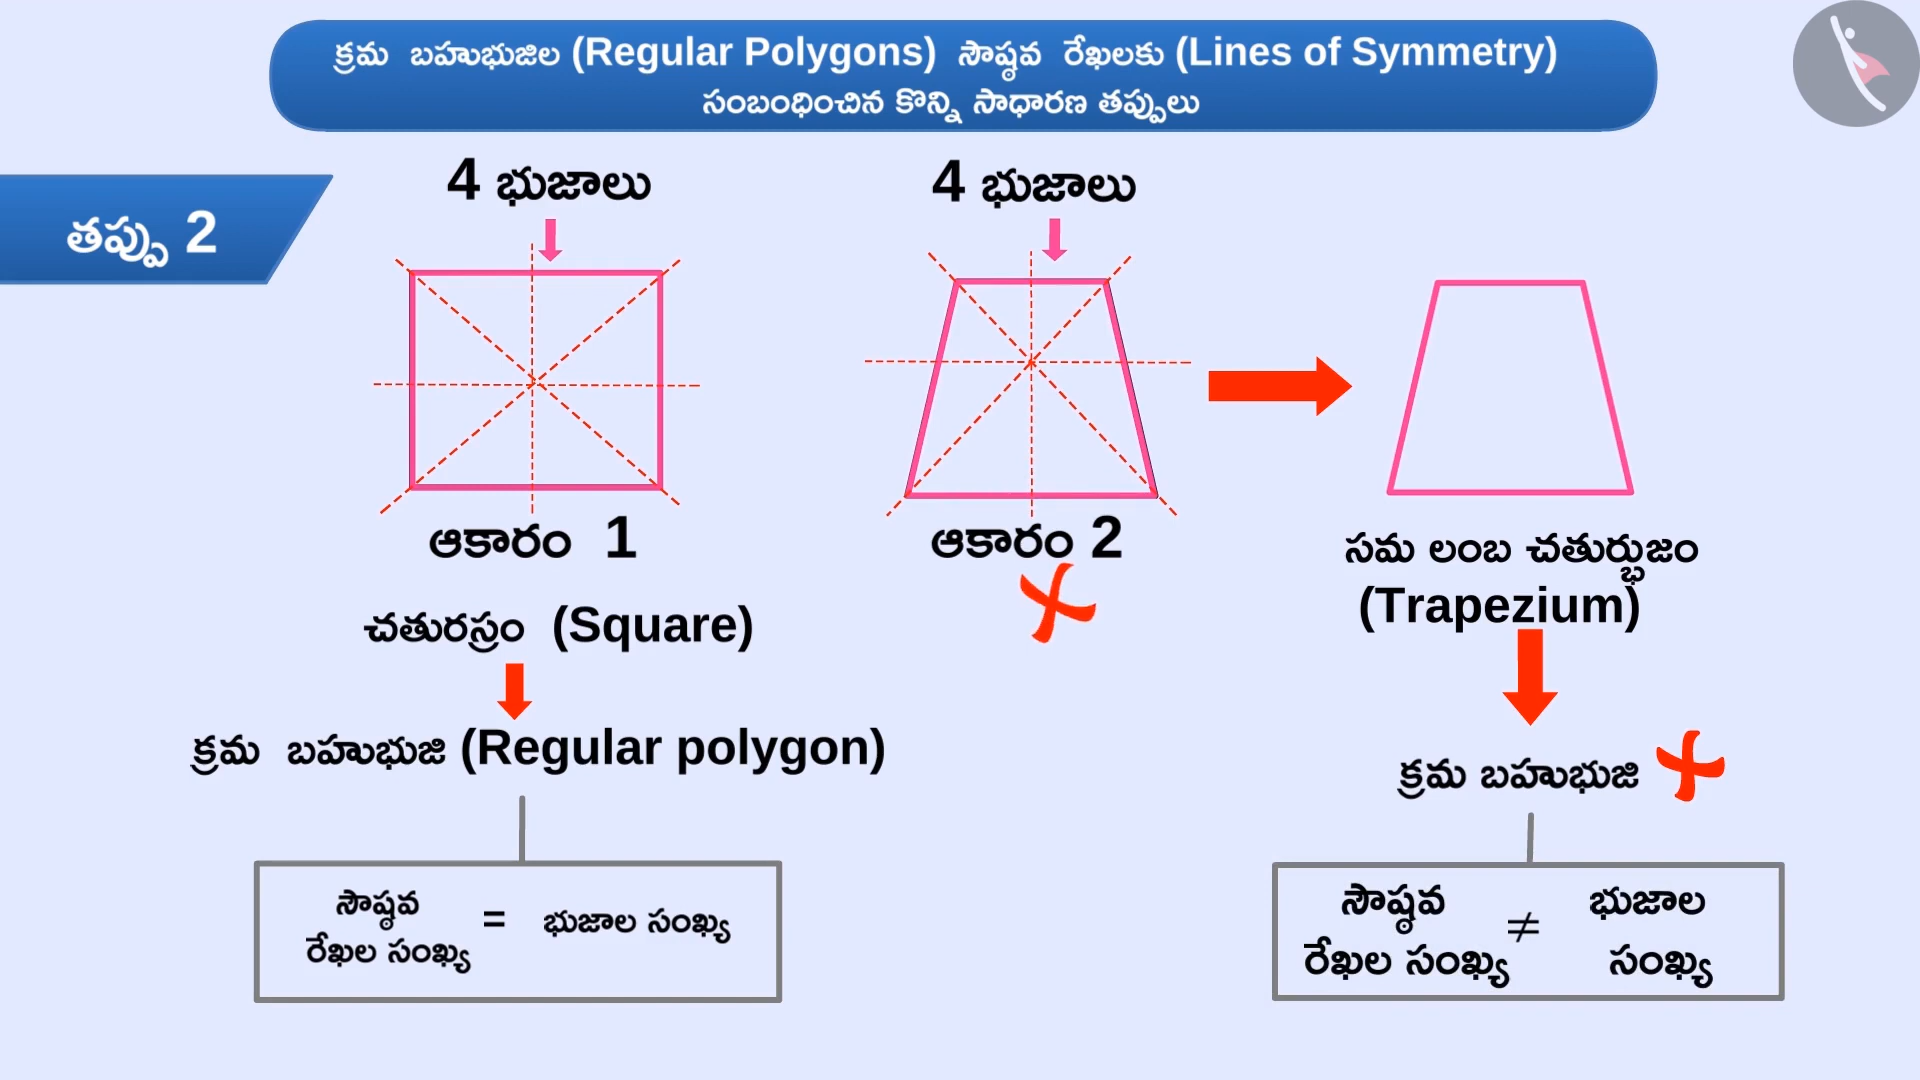 క్రమ బహుభుజిల (Regular Polygons) సౌష్ఠవ రేఖలకు (Lines of Symmetry)
సంబంధించిన కొన్ని సాధారణ తప్పులు
తప్పు 2
4 భుజాలు
4 భుజాలు
ఆకారం 1
ఆకారం 2
సమ లంబ చతుర్భుజం
(Trapezium)
చతురస్రం (Square)
క్రమ బహుభుజి (Regular polygon)
క్రమ బహుభుజి
సౌష్ఠవ
రేఖల సంఖ్య = భుజాల సంఖ్య
సౌష్ఠవ భుజాల
రేఖల సంఖ్య ≠ సంఖ్య